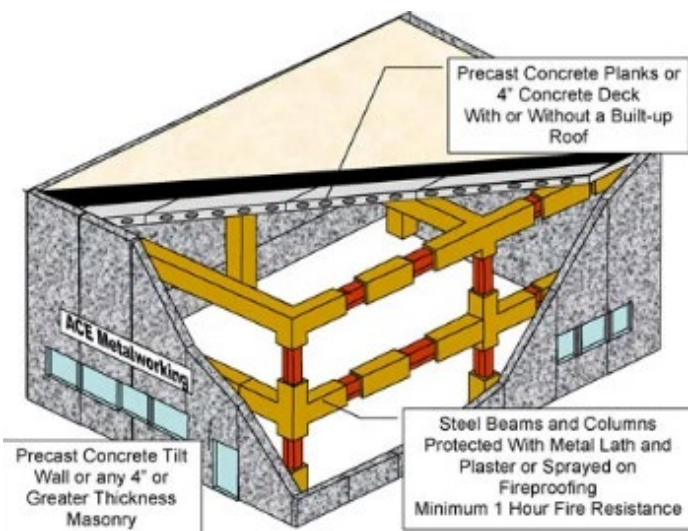 Precast Concrete Planks or
4" Concrete Deck
With or Without a Built-up
Roof
ACE Metalworking
Precast Concrete Tilt
Wall or any 4" or
Greater Thickness
Masonry
Steel Beams and Columns
Protected With Metal Lath and
Plaster or Sprayed on
Fireproofing
Minimum 1 Hour Fire Resistance